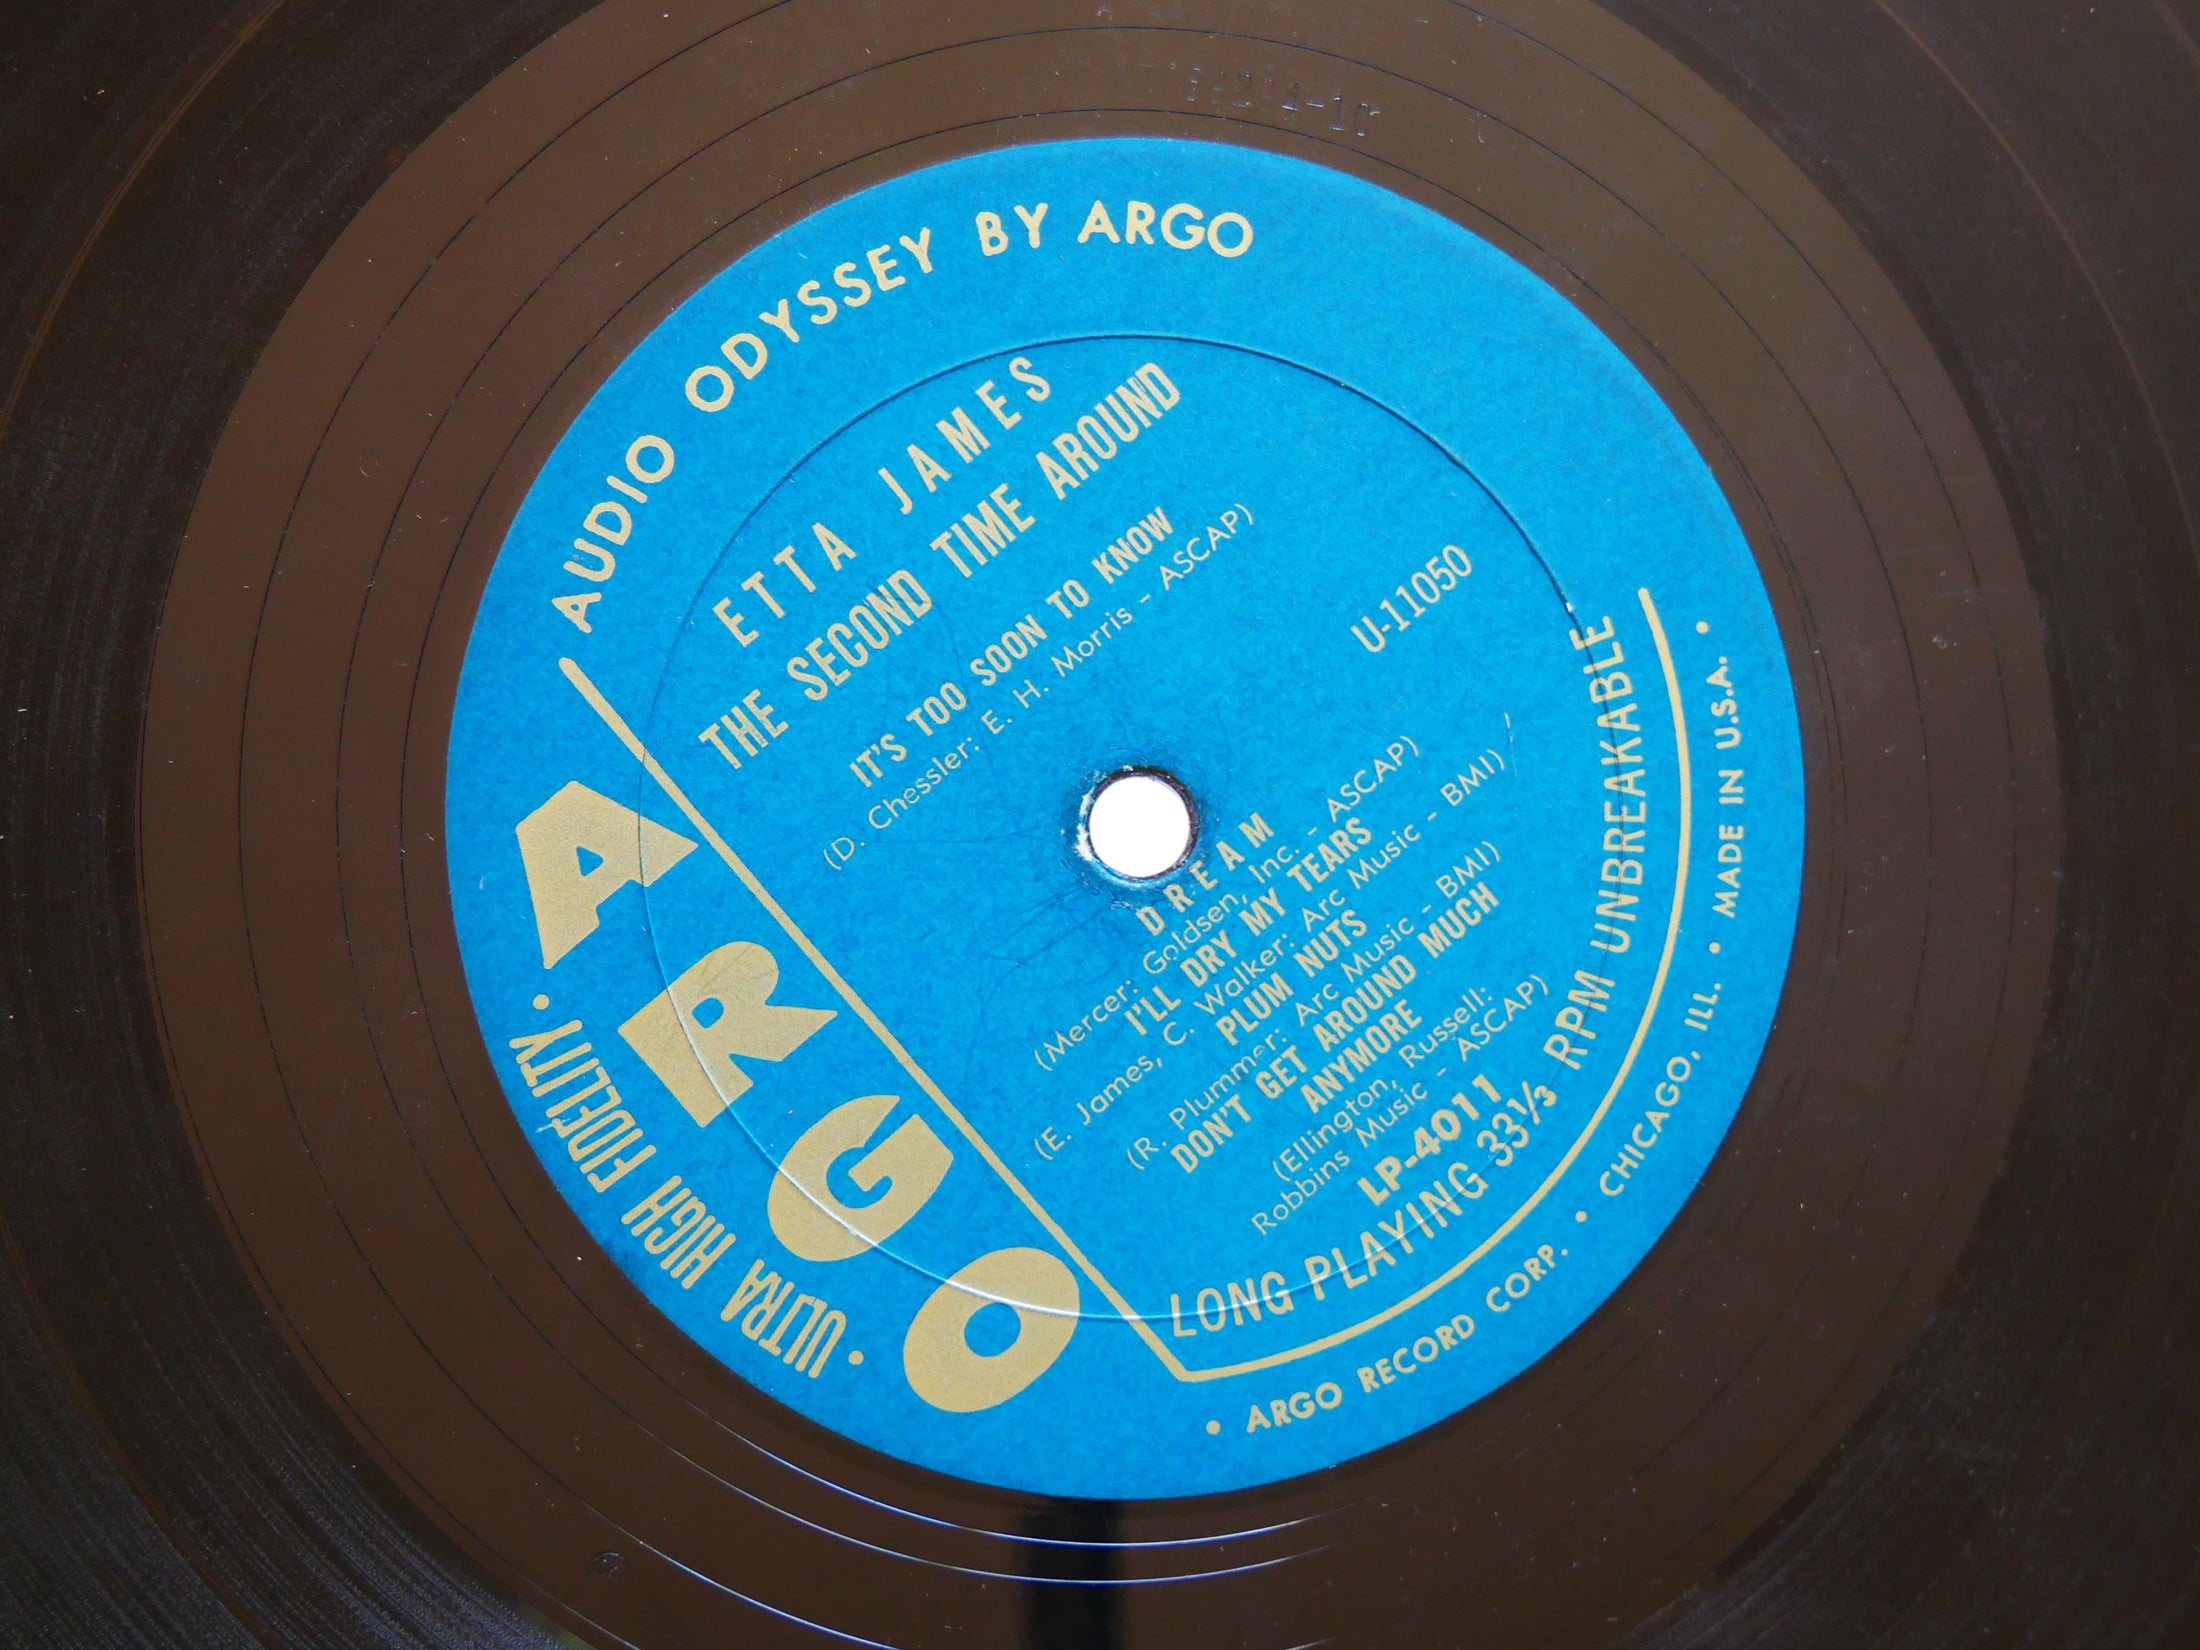 AUDIO ODYSSEY BY ARGO
ETTA JAMES
THE SECOND TIME AROUND
IT'S TOO SOON TO KNOW
(D. Chessler: E. H. Morris - ASCAP)
U-11050
DREAM
(Mercer: Goldsen, Inc. - ASCAP)
I'LL DRY MY TEARS
(E. James, C. Walker: Arc Music - BMI)
PLUM NUTS
(R. Plummer: Arc Music - BMI)
DON'T GET AROUND MUCH
ANYMORE
(Ellington, Russell:
Robbins Music - ASCAP)
LP-4011
LONG PLAYING 33⅓ RPM UNBREAKABLE
ARGO
• ULTRA HIGH FIDELITY •
• ARGO RECORD CORP. • CHICAGO, ILL. • MADE IN U.S.A. •